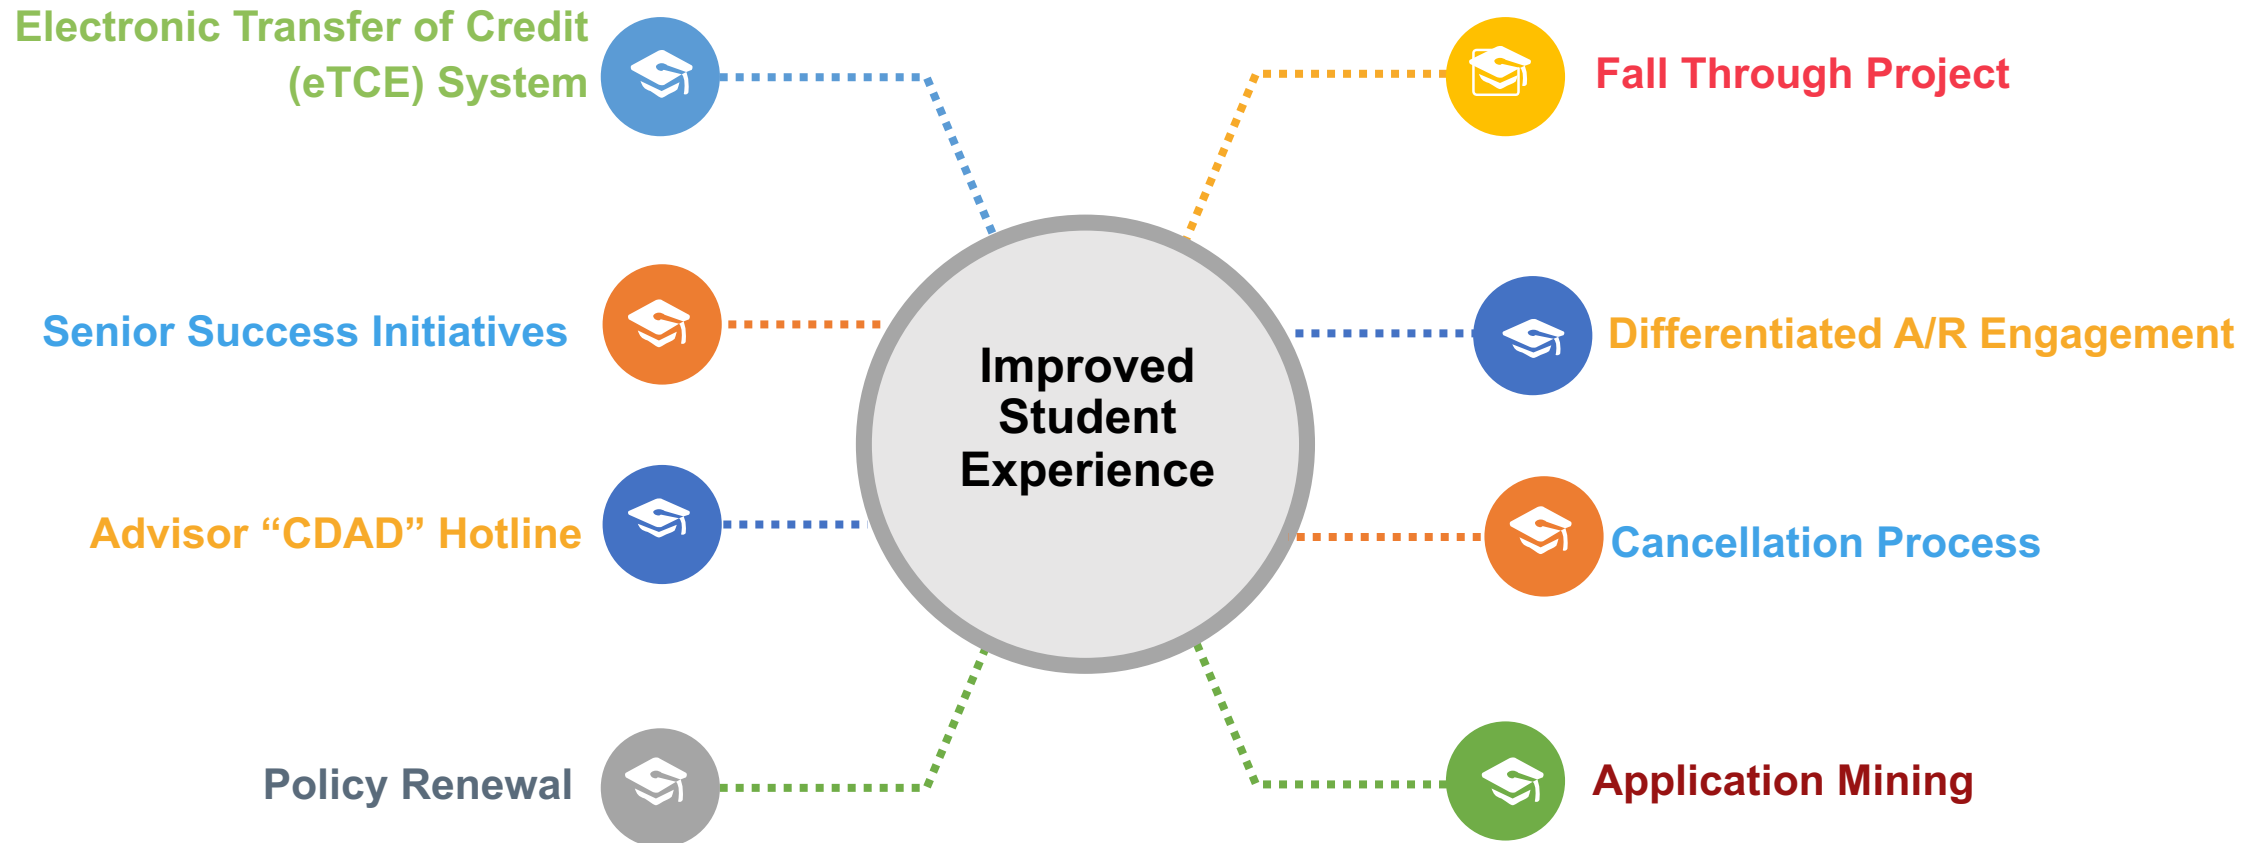 Electronic Transfer of Credit
(eTCE) System
Senior Success Initiatives
Advisor “CDAD” Hotline
Policy Renewal
Improved
Student
Experience
Fall Through Project
Differentiated A/R Engagement
Cancellation Process
Application Mining